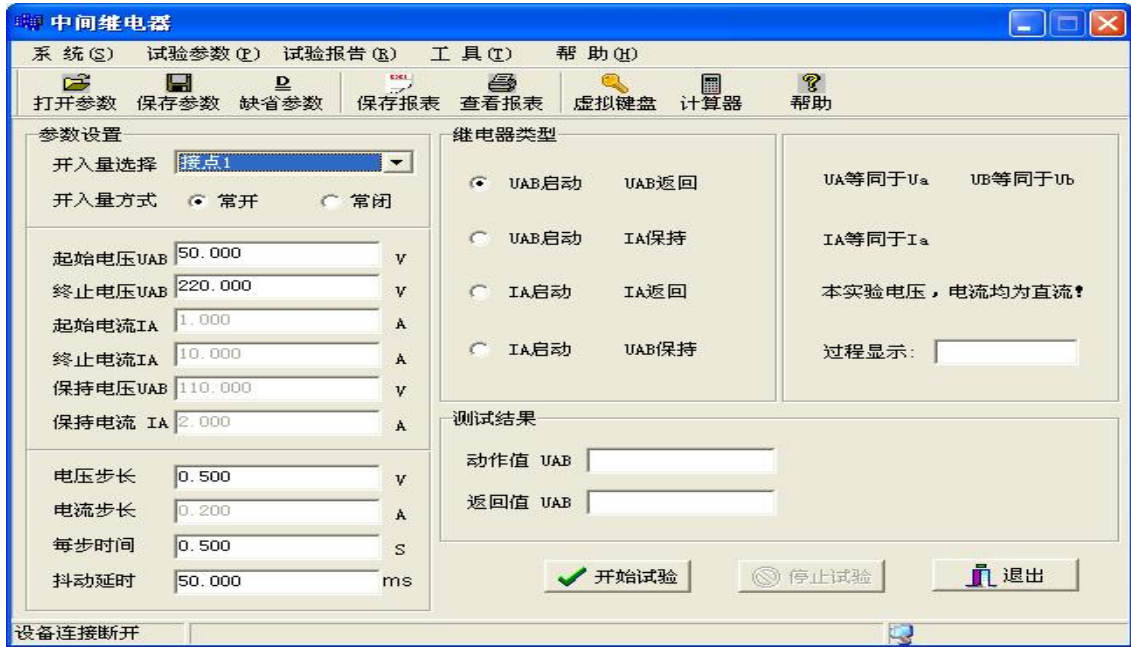 中间继电器
系 统(S) 试验参数(P) 试验报告(R) 工 具(T) 帮 助(H)
打开参数 保存参数 缺省参数 保存报表 查看报表 虚拟键盘 计算器 帮助
参数设置
开入量选择 接点1
开入量方式 常开 常闭
起始电压UAB 50.000 V
终止电压UAB 220.000 V
起始电流IA 1.000 A
终止电流IA 10.000 A
保持电压UAB 110.000 V
保持电流 IA 2.000 A
电压步长 0.500 V
电流步长 0.200 A
每步时间 0.500 S
抖动延时 50.000 ms
继电器类型
UAB启动 UAB返回
UAB启动 IA保持
IA启动 IA返回
IA启动 UAB保持
UA等同于Ua UB等同于Ub
IA等同于Ia
本实验电压，电流均为直流!
过程显示:
测试结果
动作值 UAB
返回值 UAB
开始试验 停止试验 退出
设备连接断开